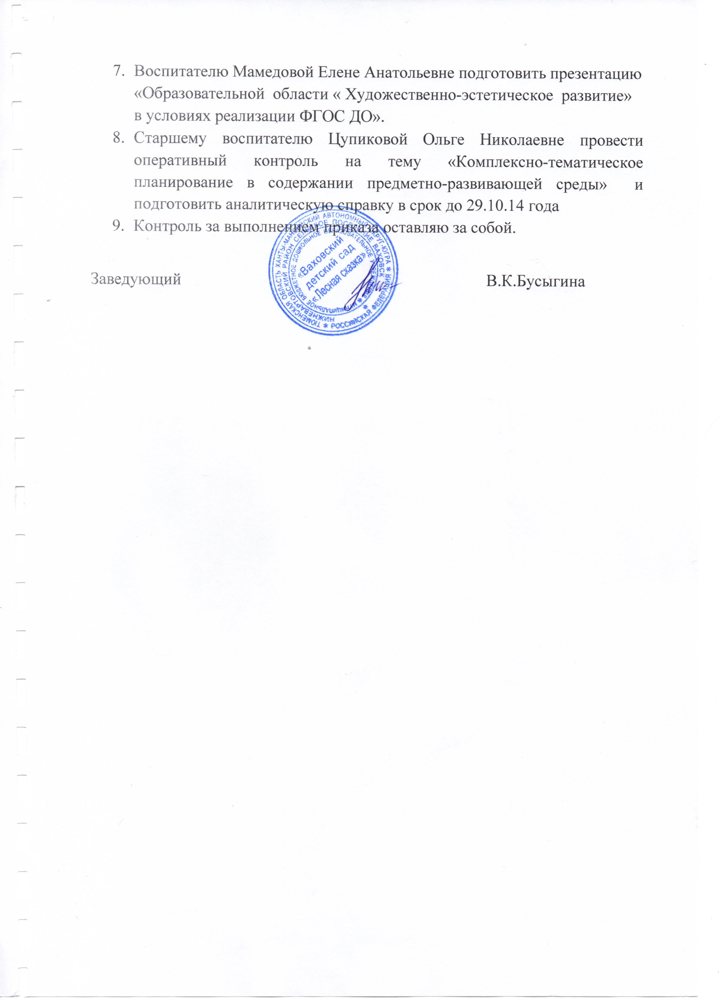 7. Воспитателю Мамедовой Елене Анатольевне подготовить презентацию
«Образовательной области « Художественно-эстетическое развитие»
в условиях реализации ФГОС ДО».
8. Старшему воспитателю Цупиковой Ольге Николаевне провести
оперативный контроль на тему «Комплексно-тематическое
планирование в содержании предметно-развивающей среды» и
подготовить аналитическую справку в срок до 29.10.14 года
9. Контроль за выполнением приказа оставляю за собой.
Заведующий В.К.Бусыгина
РОССИЙСКАЯ ФЕДЕРАЦИЯ * ТЮМЕНСКАЯ ОБЛАСТЬ ХАНТЫ-МАНСИЙСКИЙ АВТОНОМНЫЙ ОКРУГ-ЮГРА *
НИЖНЕВАРТОВСКИЙ РАЙОН СЕЛЬСКОЕ ПОСЕЛЕНИЕ ВАХОВСК *
МУНИЦИПАЛЬНОЕ БЮДЖЕТНОЕ ДОШКОЛЬНОЕ ОБРАЗОВАТЕЛЬНОЕ УЧРЕЖДЕНИЕ *
«Ваховский
детский сад
«Лесная сказка»